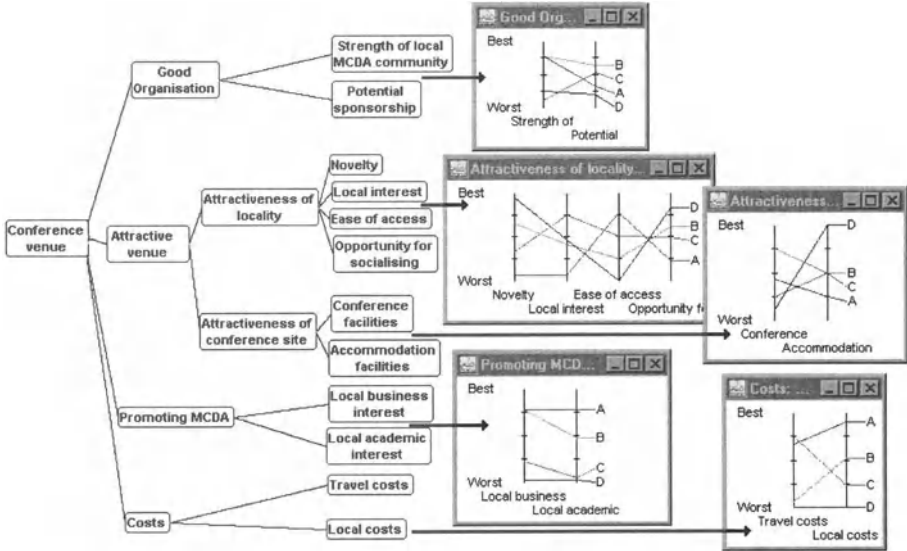 Conference
venue
Good
Organisation
Strength of local
MCDA community
Potential
sponsorship
Attractive
venue
Attractiveness of
locality
Novelty
Local interest
Ease of access
Opportunity for
socialising
Attractiveness of
conference site
Conference
facilities
Accommodation
facilities
Promoting MCDA
Local business
interest
Local academic
interest
Costs
Travel costs
Local costs
Good Org...
Best
B
C
A
D
Worst
Strength of
Potential
Attractiveness of locality...
Best
D
B
C
A
Worst
Novelty
Ease of access
Local interest
Opportunity fo
Attractiveness...
Best
D
B
C
A
Worst
Conference
Accommodation
Promoting MCD...
Best
A
B
C
D
Worst
Local business
Local academic
Costs: ...
Best
A
B
C
D
Worst
Travel costs
Local costs